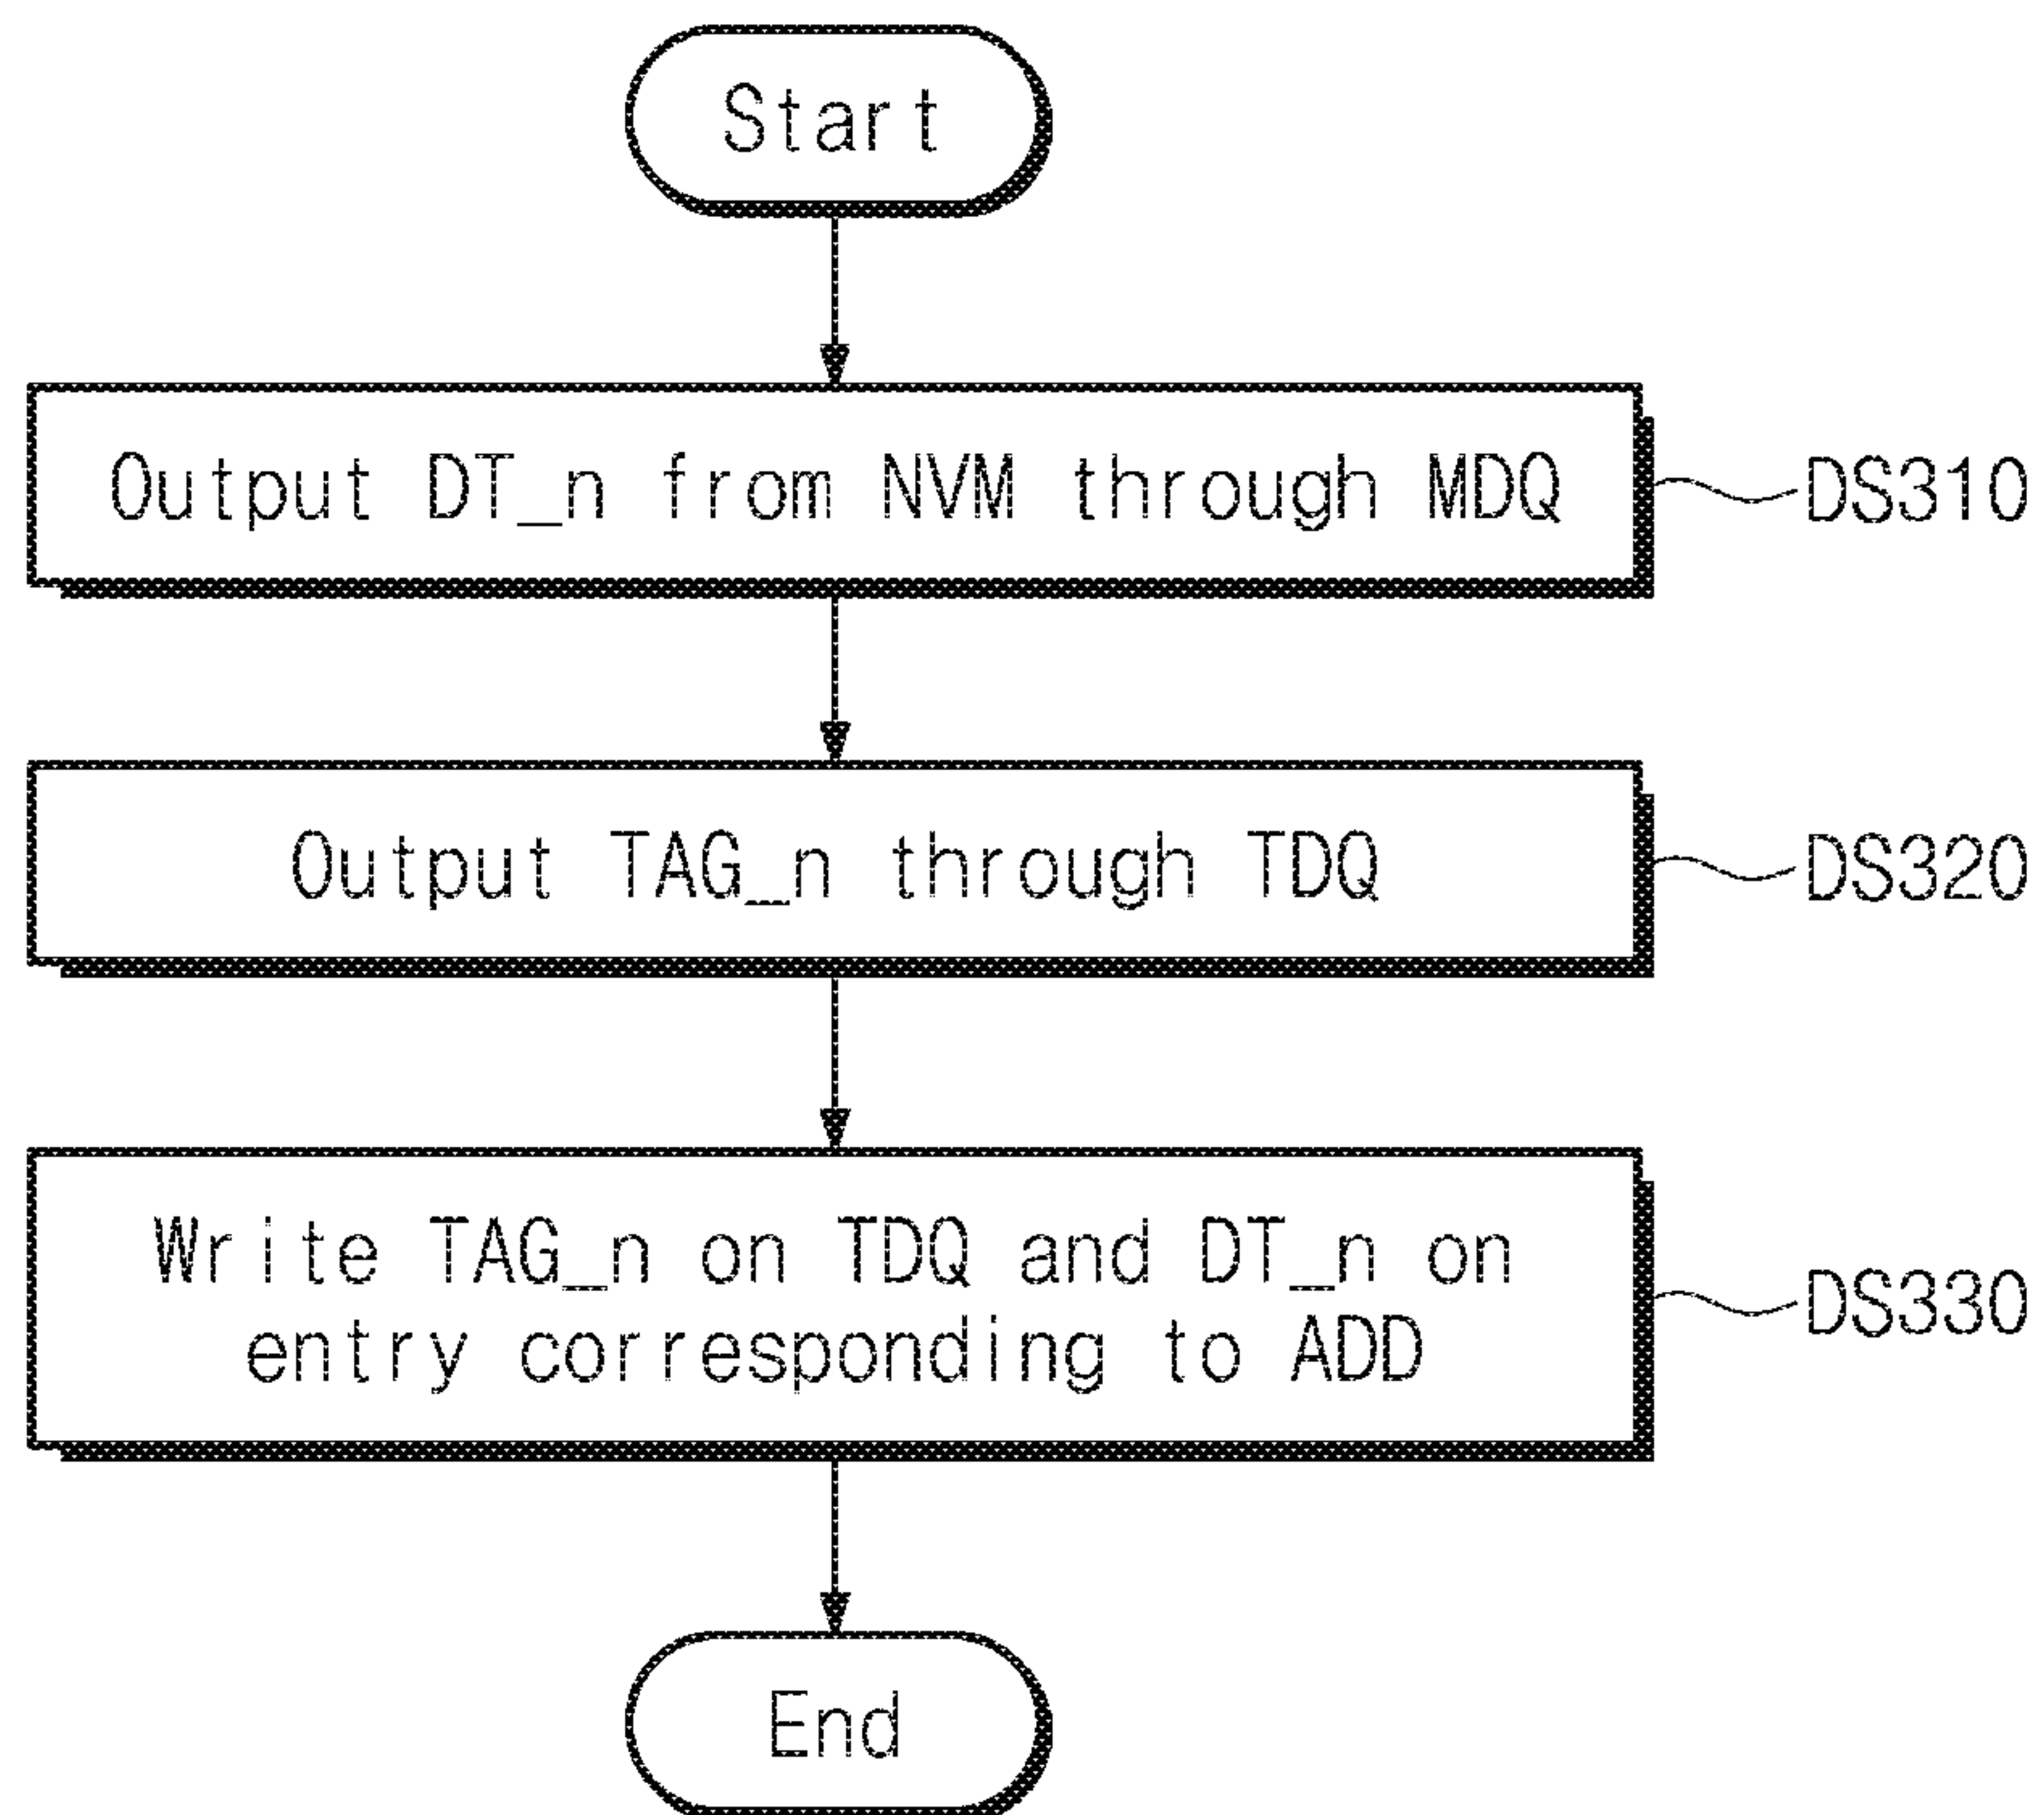 Start
Output DT_n from NVM through MDQ
DS310
Output TAG_n through TDQ
DS320
Write TAG_n on TDQ and DT_n on
entry corresponding to ADD
DS330
End